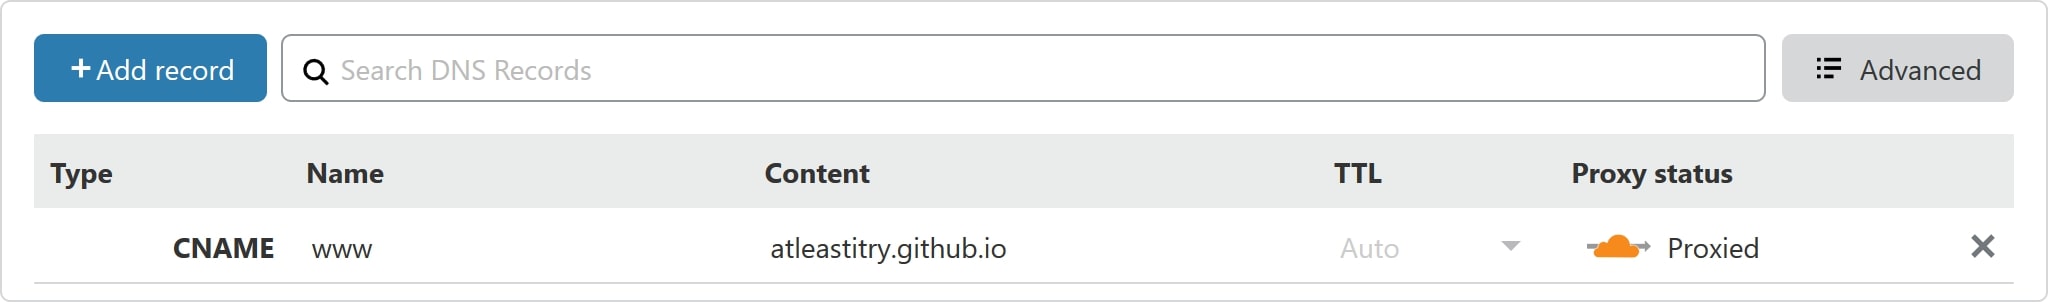 + Add record
Search DNS Records
Advanced
Type Name Content TTL Proxy status
CNAME www atleastitry.github.io Auto Proxied